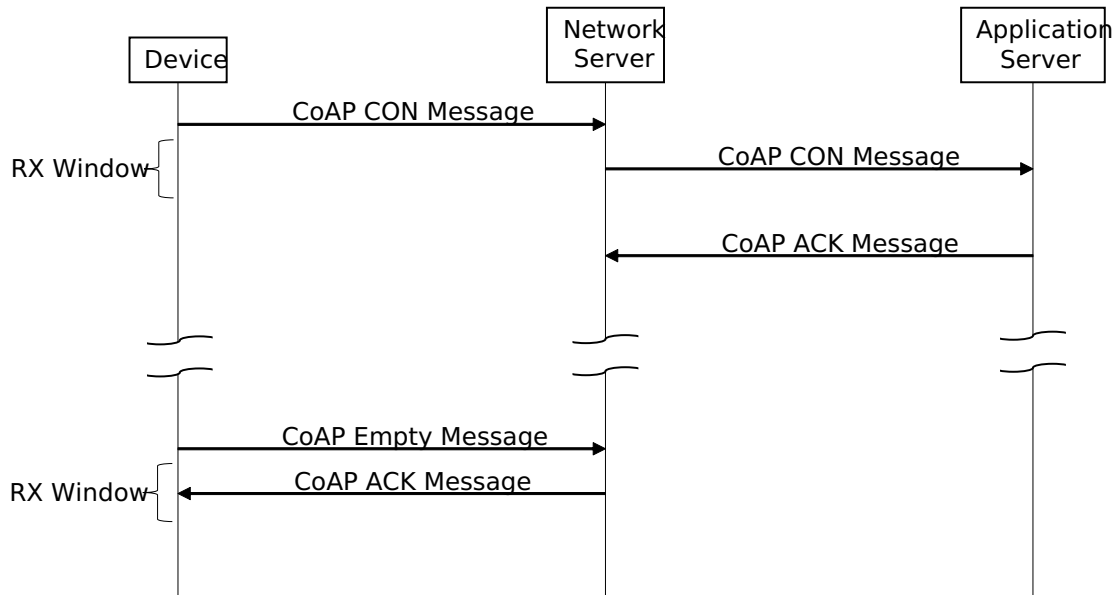 Device
Network
Server
Application
Server
CoAP CON Message
RX Window
CoAP CON Message
CoAP ACK Message
CoAP Empty Message
CoAP ACK Message
RX Window